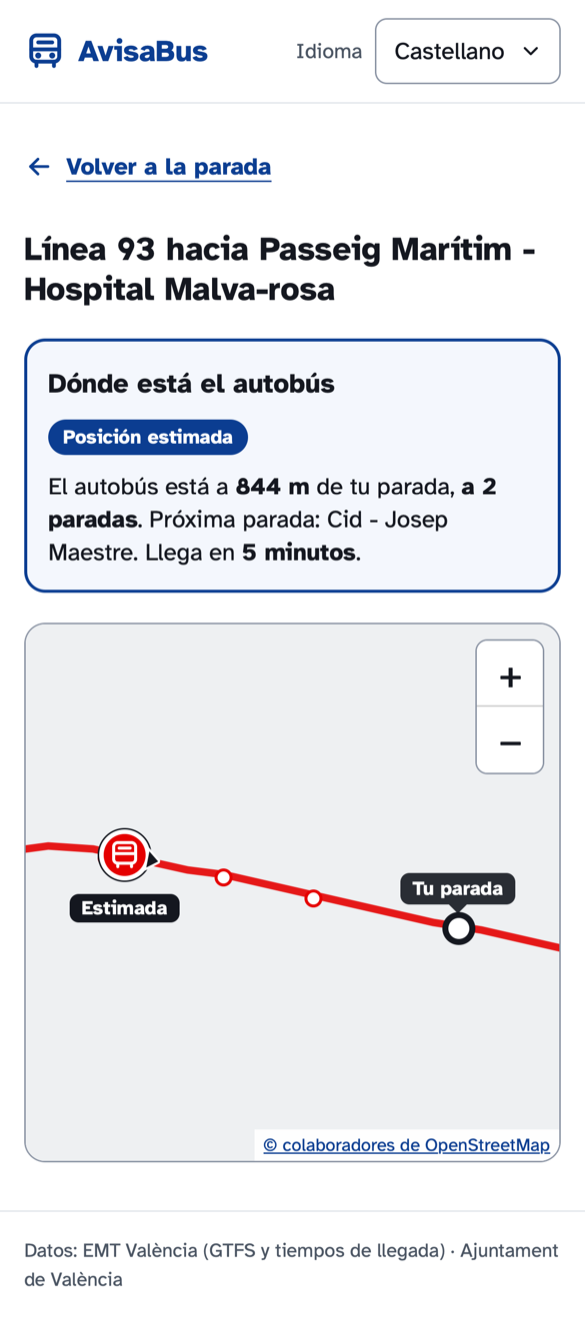 AvisaBus
Idioma
Castellano
← Volver a la parada
Línea 93 hacia Passeig Marítim -
Hospital Malva-rosa
Dónde está el autobús
Posición estimada
El autobús está a 844 m de tu parada, a 2
paradas. Próxima parada: Cid - Josep
Maestre. Llega en 5 minutos.
+
−
Tu parada
Estimada
© colaboradores de OpenStreetMap
Datos: EMT València (GTFS y tiempos de llegada) · Ajuntament
de València